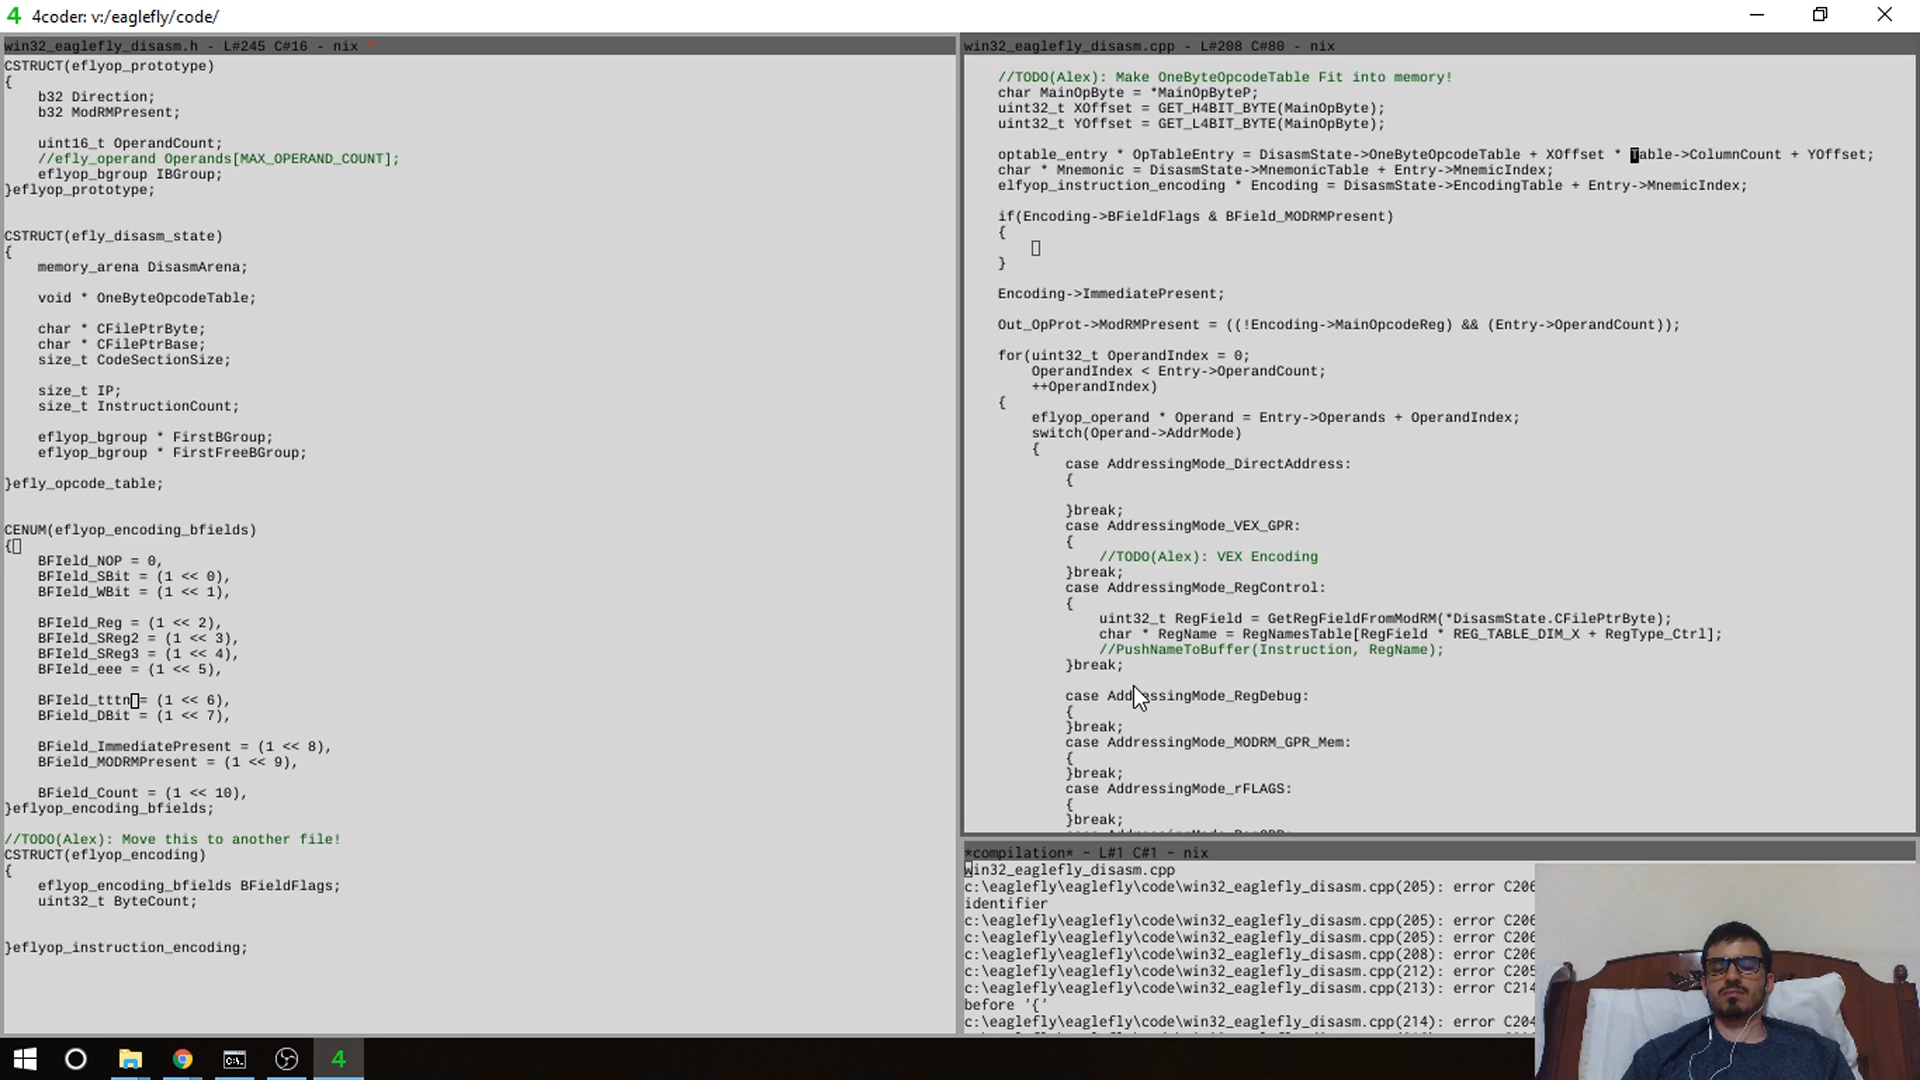 4coder: v:/eaglefly/code/
win32_eaglefly_disasm.h - L#245 C#16 - nix *
CSTRUCT(eflyop_prototype)
{
b32 Direction;
b32 ModRMPresent;
uint16_t OperandCount;
//efly_operand Operands[MAX_OPERAND_COUNT];
eflyop_bgroup IBGroup;
}eflyop_prototype;
CSTRUCT(efly_disasm_state)
{
memory_arena DisasmArena;
void * OneByteOpcodeTable;
char * CFilePtrByte;
char * CFilePtrBase;
size_t CodeSectionSize;
size_t IP;
size_t InstructionCount;
eflyop_bgroup * FirstBGroup;
eflyop_bgroup * FirstFreeBGroup;
}efly_opcode_table;
CENUM(eflyop_encoding_bfields)
{
BFIeld_NOP = 0,
BFIeld_SBit = (1 << 0),
BFIeld_WBit = (1 << 1),
BFIeld_Reg = (1 << 2),
BField_SReg2 = (1 << 3),
BField_SReg3 = (1 << 4),
BFIeld_eee = (1 << 5),
BFIeld_tttn = (1 << 6),
BField_DBit = (1 << 7),
BField_ImmediatePresent = (1 << 8),
BField_MODRMPresent = (1 << 9),
BField_Count = (1 << 10),
}eflyop_encoding_bfields;
//TODO(Alex): Move this to another file!
CSTRUCT(eflyop_encoding)
{
eflyop_encoding_bfields BFieldFlags;
uint32_t ByteCount;
}eflyop_instruction_encoding;
win32_eaglefly_disasm.cpp - L#208 C#80 - nix
//TODO(Alex): Make OneByteOpcodeTable Fit into memory!
char MainOpByte = *MainOpByteP;
uint32_t XOffset = GET_H4BIT_BYTE(MainOpByte);
uint32_t YOffset = GET_L4BIT_BYTE(MainOpByte);
optable_entry * OpTableEntry = DisasmState->OneByteOpcodeTable + XOffset * Table->ColumnCount + YOffset;
char * Mnemonic = DisasmState->MnemonicTable + Entry->MnemicIndex;
elfyop_instruction_encoding * Encoding = DisasmState->EncodingTable + Entry->MnemicIndex;
if(Encoding->BFieldFlags & BField_MODRMPresent)
{
}
Encoding->ImmediatePresent;
Out_OpProt->ModRMPresent = ((!Encoding->MainOpcodeReg) && (Entry->OperandCount));
for(uint32_t OperandIndex = 0;
OperandIndex < Entry->OperandCount;
++OperandIndex)
{
eflyop_operand * Operand = Entry->Operands + OperandIndex;
switch(Operand->AddrMode)
{
case AddressingMode_DirectAddress:
{
}break;
case AddressingMode_VEX_GPR:
{
//TODO(Alex): VEX Encoding
}break;
case AddressingMode_RegControl:
{
uint32_t RegField = GetRegFieldFromModRM(*DisasmState.CFilePtrByte);
char * RegName = RegNamesTable[RegField * REG_TABLE_DIM_X + RegType_Ctrl];
//PushNameToBuffer(Instruction, RegName);
}break;
case AddressingMode_RegDebug:
{
}break;
case AddressingMode_MODRM_GPR_Mem:
{
}break;
case AddressingMode_rFLAGS:
{
}break;
*compilation* - L#1 C#1 - nix
win32_eaglefly_disasm.cpp
c:\eaglefly\eaglefly\code\win32_eaglefly_disasm.cpp(205): error C206
identifier
c:\eaglefly\eaglefly\code\win32_eaglefly_disasm.cpp(205): error C206
c:\eaglefly\eaglefly\code\win32_eaglefly_disasm.cpp(205): error C206
c:\eaglefly\eaglefly\code\win32_eaglefly_disasm.cpp(208): error C206
c:\eaglefly\eaglefly\code\win32_eaglefly_disasm.cpp(212): error C205
c:\eaglefly\eaglefly\code\win32_eaglefly_disasm.cpp(213): error C214
before '{'
c:\eaglefly\eaglefly\code\win32_eaglefly_disasm.cpp(214): error C204